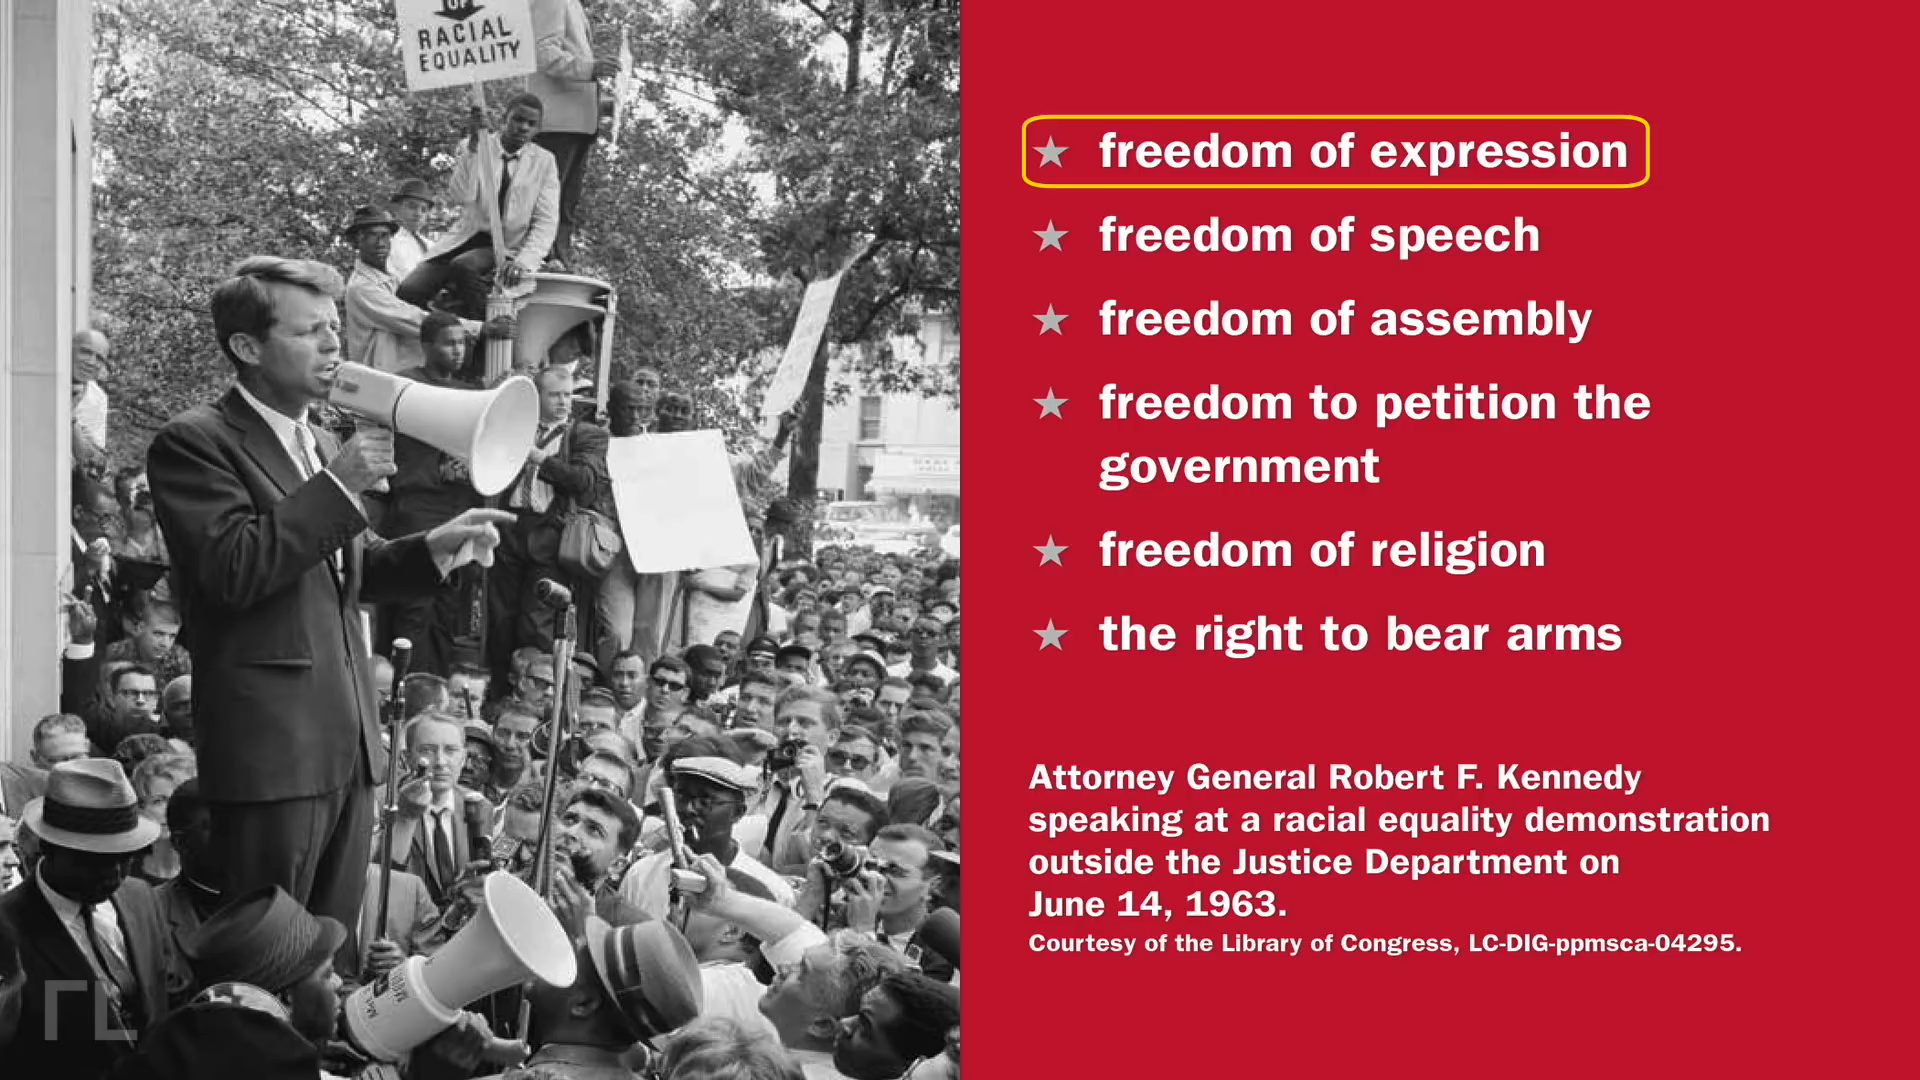 OF
RACIAL
EQUALITY
freedom of expression
freedom of speech
freedom of assembly
freedom to petition the
government
freedom of religion
the right to bear arms
Attorney General Robert F. Kennedy
speaking at a racial equality demonstration
outside the Justice Department on
June 14, 1963.
Courtesy of the Library of Congress, LC-DIG-ppmsca-04295.